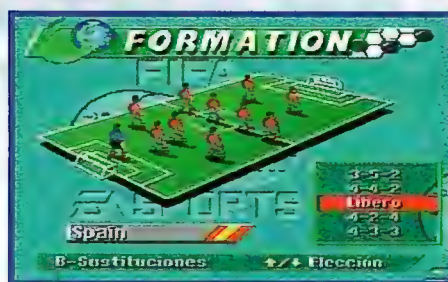 FORMATION
FIFA
EA SPORTS
3-5-2
4-4-2
Libero
4-2-4
4-3-3
Spain
B-Sustituciones
↑/↓ Elección